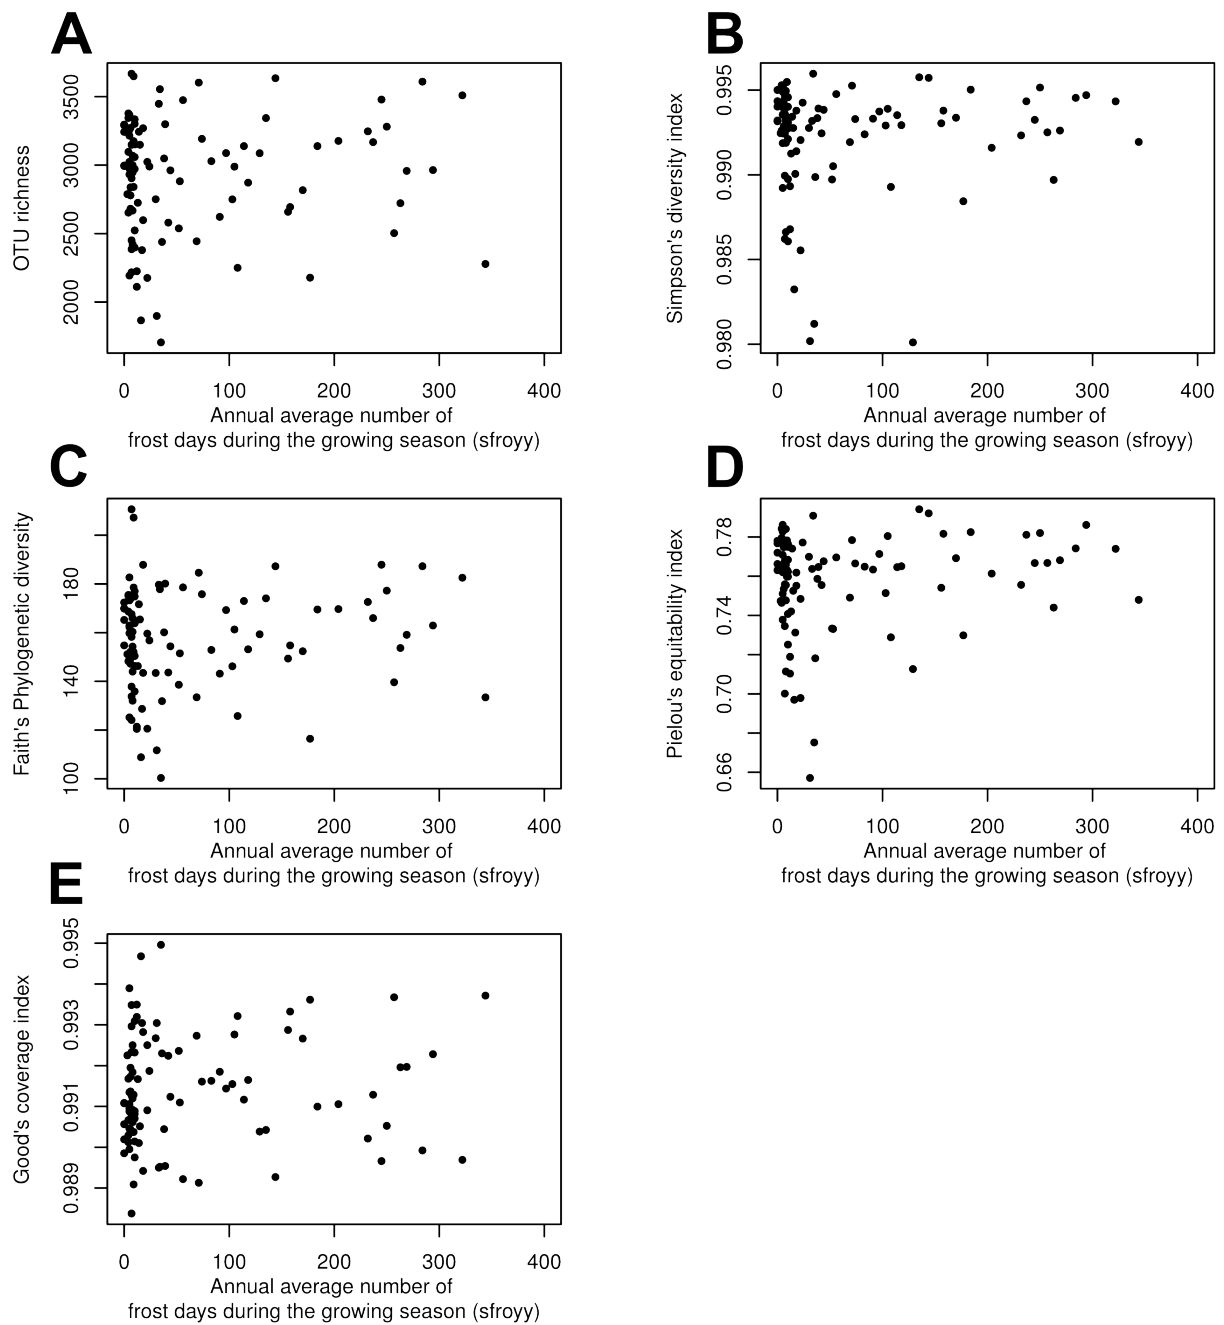 A
OTU richness
3500
3000
2500
2000
0 100 200 300 400
Annual average number of
frost days during the growing season (sfroyy)
B
Simpson's diversity index
0.995
0.990
0.985
0.980
0 100 200 300 400
Annual average number of
frost days during the growing season (sfroyy)
C
Faith's Phylogenetic diversity
180
140
100
0 100 200 300 400
Annual average number of
frost days during the growing season (sfroyy)
D
Pielou's equitability index
0.78
0.74
0.70
0.66
0 100 200 300 400
Annual average number of
frost days during the growing season (sfroyy)
E
Good's coverage index
0.995
0.993
0.991
0.989
0 100 200 300 400
Annual average number of
frost days during the growing season (sfroyy)